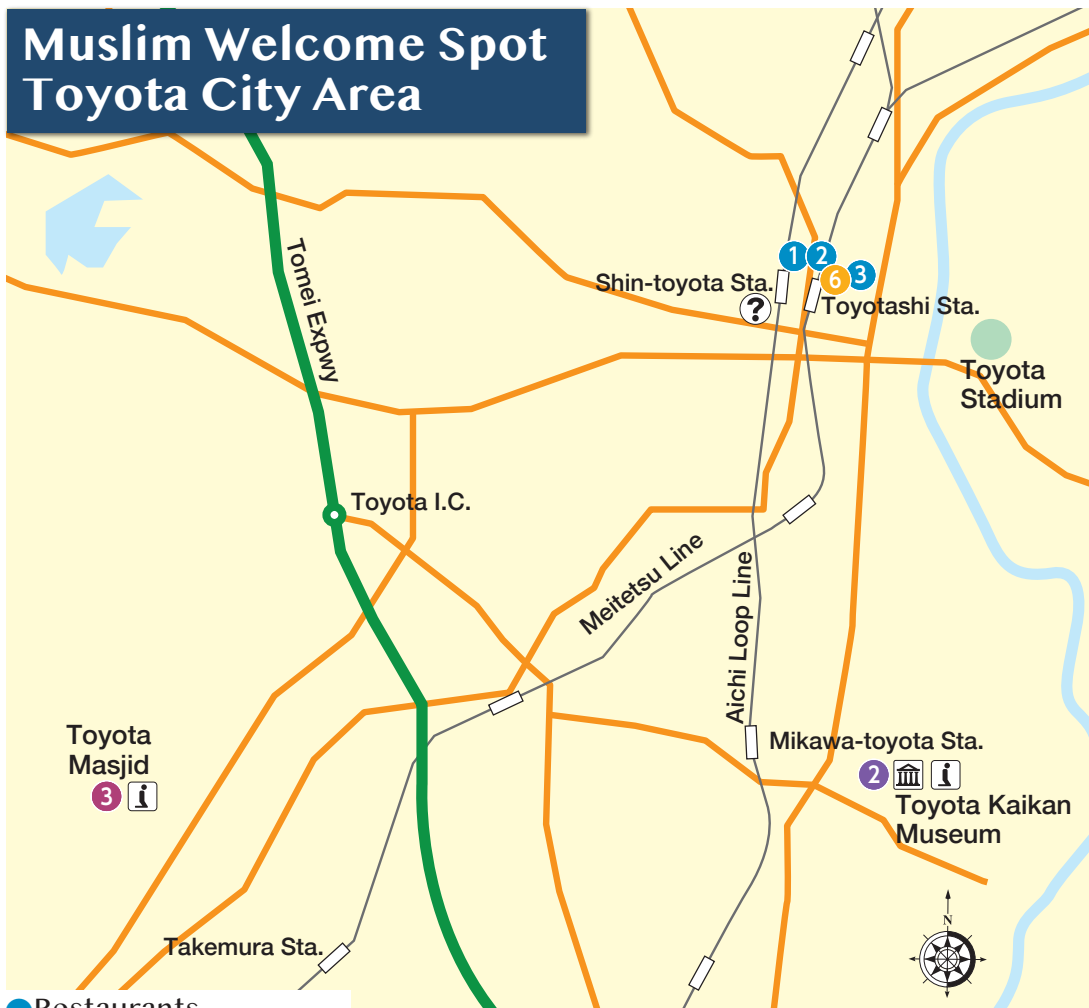 Muslim Welcome Spot
Toyota City Area
Tomei Expwy
1
2
6
3
Shin-toyota Sta.
?
Toyotashi Sta.
Toyota
Stadium
Toyota I.C.
Meitetsu Line
Aichi Loop Line
Toyota
Masjid
3
Mikawa-toyota Sta.
2
Toyota Kaikan
Museum
N
Takemura Sta.
Restaurants